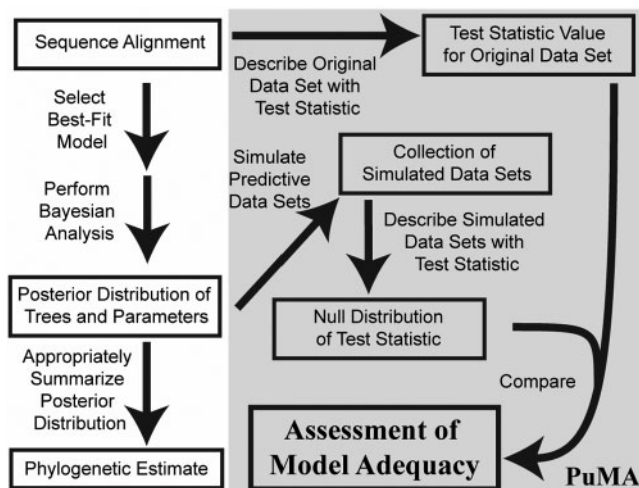 Sequence Alignment
Test Statistic Value
for Original Data Set
Describe Original
Data Set with
Test Statistic
Select
Best-Fit
Model
Simulate
Predictive
Data Sets
Collection of
Simulated Data Sets
Perform
Bayesian
Analysis
Describe Simulated
Data Sets with
Test Statistic
Posterior Distribution of
Trees and Parameters
Null Distribution
of Test Statistic
Appropriately
Summarize
Posterior
Distribution
Compare
Assessment of
Model Adequacy
Phylogenetic Estimate
PuMA